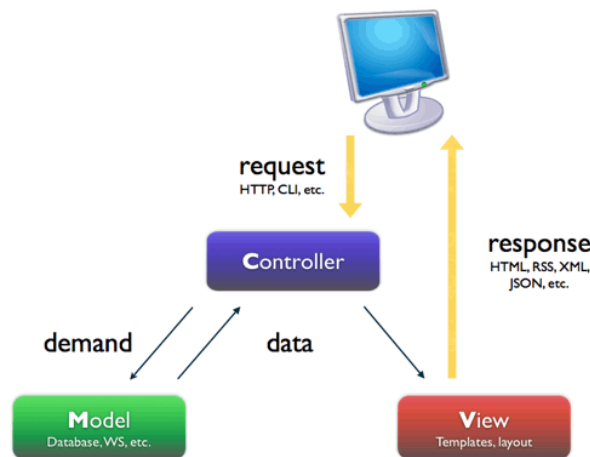 request
HTTP, CLI, etc.
Controller
response
HTML, RSS, XML,
JSON, etc.
demand
data
Model
Database, WS, etc.
View
Templates, layout